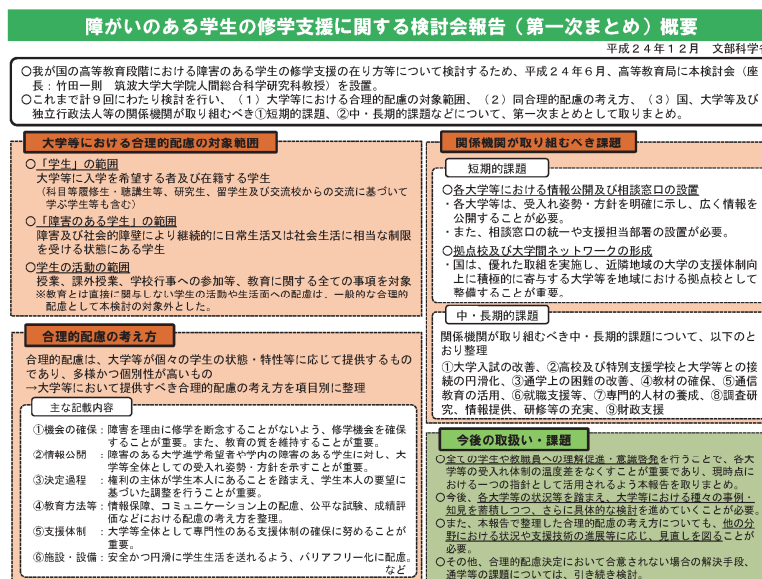 障がいのある学生の修学支援に関する検討会報告（第一次まとめ）概要
平成２４年１２月　文部科学省
○我が国の高等教育段階における障害のある学生の修学支援の在り方等について検討するため、平成２４年６月、高等教育局に本検討会（座
長：竹田一則　筑波大学大学院人間総合科学研究科教授）を設置。
○これまで計９回にわたり検討を行い、（１）大学等における合理的配慮の対象範囲、（２）同合理的配慮の考え方、（３）国、大学等及び
独立行政法人等の関係機関が取り組むべき①短期的課題、②中・長期的課題などについて、第一次まとめとして取りまとめ。
大学等における合理的配慮の対象範囲
○「学生」の範囲
大学等に入学を希望する者及び在籍する学生
（科目等履修生・聴講生等、研究生、留学生及び交流校からの交流に基づいて
学ぶ学生等も含む）
○「障害のある学生」の範囲
障害及び社会的障壁により継続的に日常生活又は社会生活に相当な制限
を受ける状態にある学生
○学生の活動の範囲
授業、課外授業、学校行事への参加等、教育に関する全ての事項を対象
※教育とは直接に関与しない学生の活動や生活面への配慮は、一般的な合理的
配慮として本検討の対象外とした。
合理的配慮の考え方
合理的配慮は、大学等が個々の学生の状態・特性等に応じて提供するもの
であり、多様かつ個別性が高いもの
→大学等において提供すべき合理的配慮の考え方を項目別に整理
主な記載内容
①機会の確保：障害を理由に修学を断念することがないよう、修学機会を確保
することが重要。また、教育の質を維持することが重要。
②情報公開　：障害のある大学進学希望者や学内の障害のある学生に対し、大
学等全体としての受入れ姿勢・方針を示すことが重要。
③決定過程　：権利の主体が学生本人にあることを踏まえ、学生本人の要望に
基づいた調整を行うことが重要。
④教育方法等：情報保障、コミュニケーション上の配慮、公平な試験、成績評
価などにおける配慮の考え方を整理。
⑤支援体制　：大学等全体として専門性のある支援体制の確保に努めることが
重要。
⑥施設・設備：安全かつ円滑に学生生活を送れるよう、バリアフリー化に配慮。
など
関係機関が取り組むべき課題
短期的課題
○各大学等における情報公開及び相談窓口の設置
・各大学等は、受入れ姿勢・方針を明確に示し、広く情報を
公開することが必要。
・また、相談窓口の統一や支援担当部署の設置が必要。
○拠点校及び大学間ネットワークの形成
・国は、優れた取組を実施し、近隣地域の大学の支援体制向
上に積極的に寄与する大学等を地域における拠点校として
整備することが重要。
中・長期的課題
関係機関が取り組むべき中・長期的課題について、以下のと
おり整理
①大学入試の改善、②高校及び特別支援学校と大学等との接
続の円滑化、③通学上の困難の改善、④教材の確保、⑤通信
教育の活用、⑥就職支援等、⑦専門的人材の養成、⑧調査研
究、情報提供、研修等の充実、⑨財政支援
今後の取扱い・課題
○全ての学生や教職員への理解促進・意識啓発を行うことで、各大
学等の受入れ体制の温度差をなくすことが重要であり、現時点に
おける一つの指針として活用されるよう本報告を取りまとめ。
○今後、各大学等の状況等を踏まえ、大学等における種々の事例・
知見を蓄積しつつ、さらに具体的な検討を進めていくことが必要。
○また、本報告で整理した合理的配慮の考え方についても、他の分
野における状況や支援技術の進展等に応じ、見直しを図ることが
必要。
○その他、合理的配慮決定において合意されない場合の解決手段、
通学等の課題については、引き続き検討。